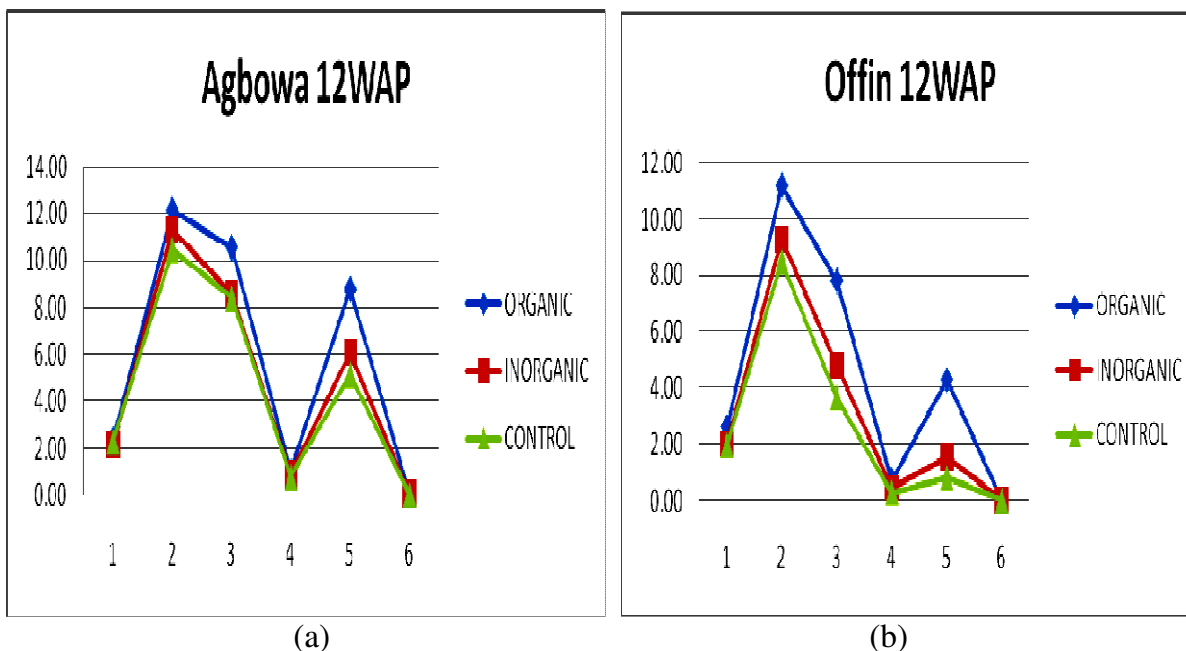 Agbowa 12WAP
14.00
12.00
10.00
8.00
6.00
4.00
2.00
0.00
1 2 3 4 5 6
ORGANIC
INORGANIC
CONTROL
(a)
Offin 12WAP
12.00
10.00
8.00
6.00
4.00
2.00
0.00
1 2 3 4 5 6
ORGANIC
INORGANIC
CONTROL
(b)